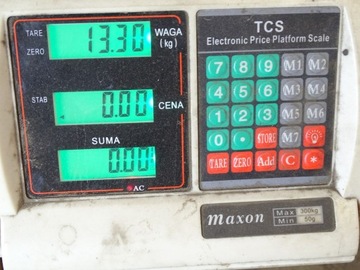 TARE
ZERO
13.30
WAGA
(kg)
STAB
0.00
CENA
SUMA
0.00
AC
TCS
Electronic Price Platform Scale
7 8 9 M1 M2
4 5 6 M3 M4
1 2 3 M5 M6
0 • STORE M7
TARE ZERO Add C *
maxon
Max 300kg
Min 50g